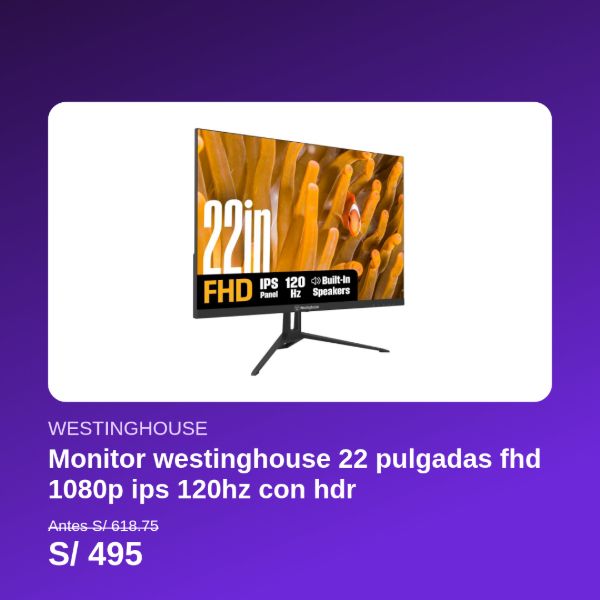 22in
FHD IPS Panel 120 Hz Built-In Speakers
Westinghouse
WESTINGHOUSE
Monitor westinghouse 22 pulgadas fhd
1080p ips 120hz con hdr
Antes S/ 618.75
S/ 495